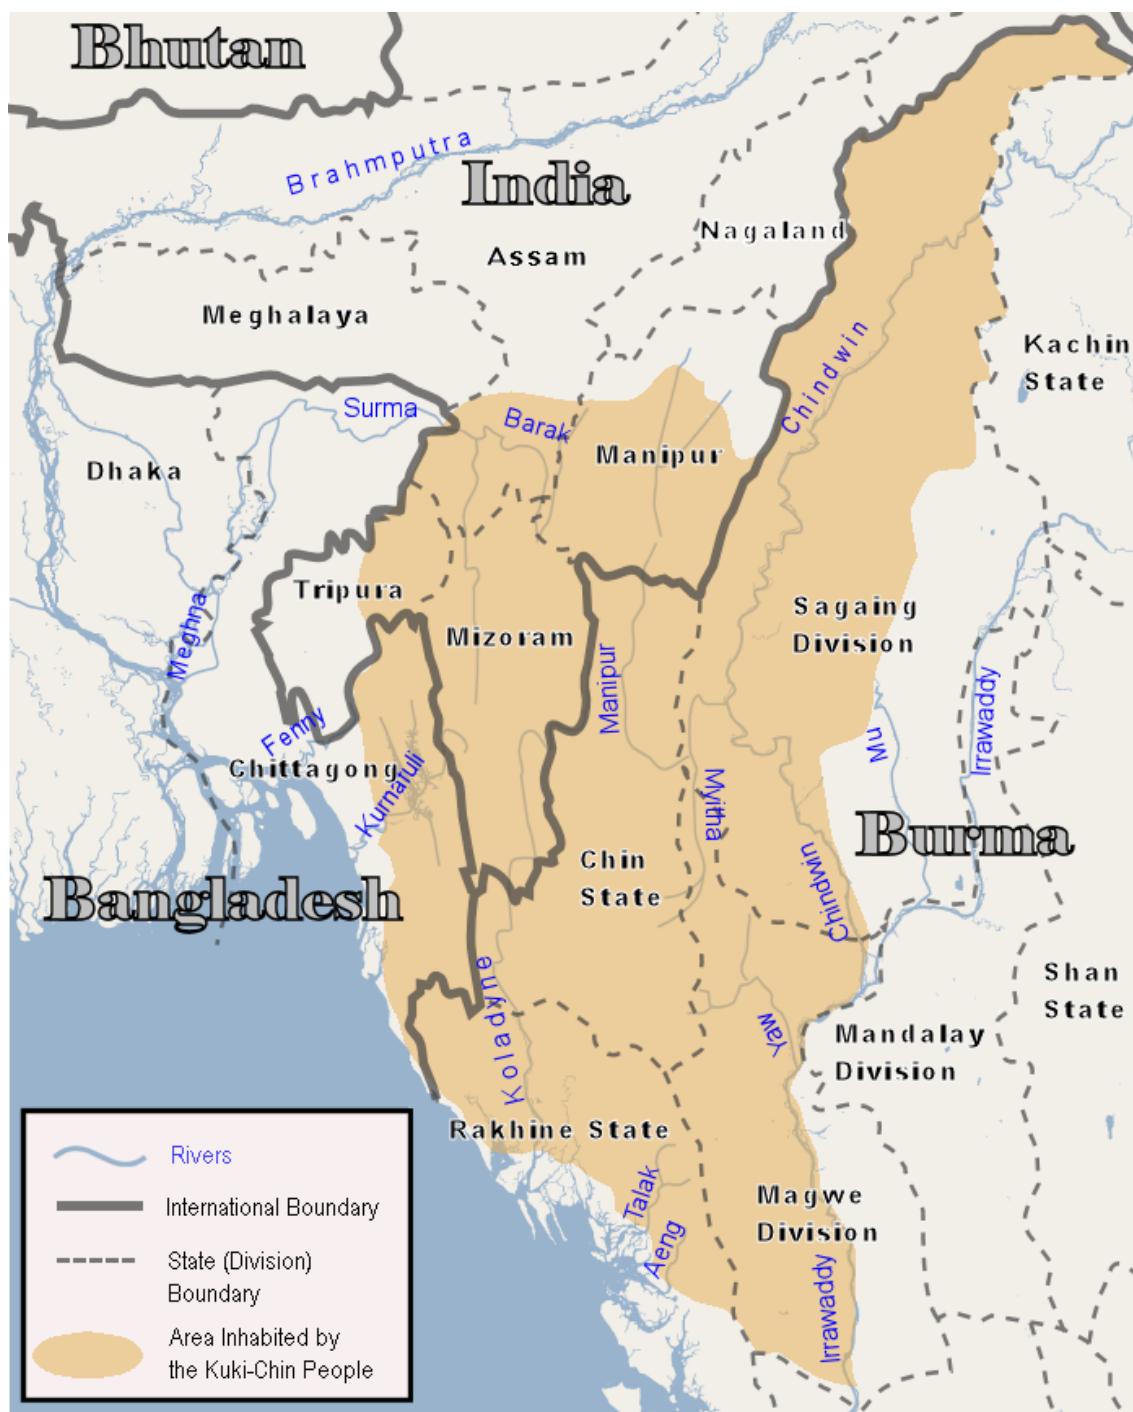 Bhutan
Brahmputra
India
Nagaland
Assam
Meghalaya
Kachin
State
Chindwin
Surma
Barak
Manipur
Dhaka
Tripura
Sagaing
Division
Mizoram
Meghna
Manipur
Irrawaddy
Fenny
Mu
Chittagong
Kurnafuli
Myitha
Burma
Chin
State
Bangladesh
Chindwin
Koladyne
Shan
State
Yaw
Mandalay
Division
Rakhine State
Talak
Magwe
Division
Aeng
Irrawaddy
Rivers
International Boundary
State (Division)
Boundary
Area Inhabited by
the Kuki-Chin People